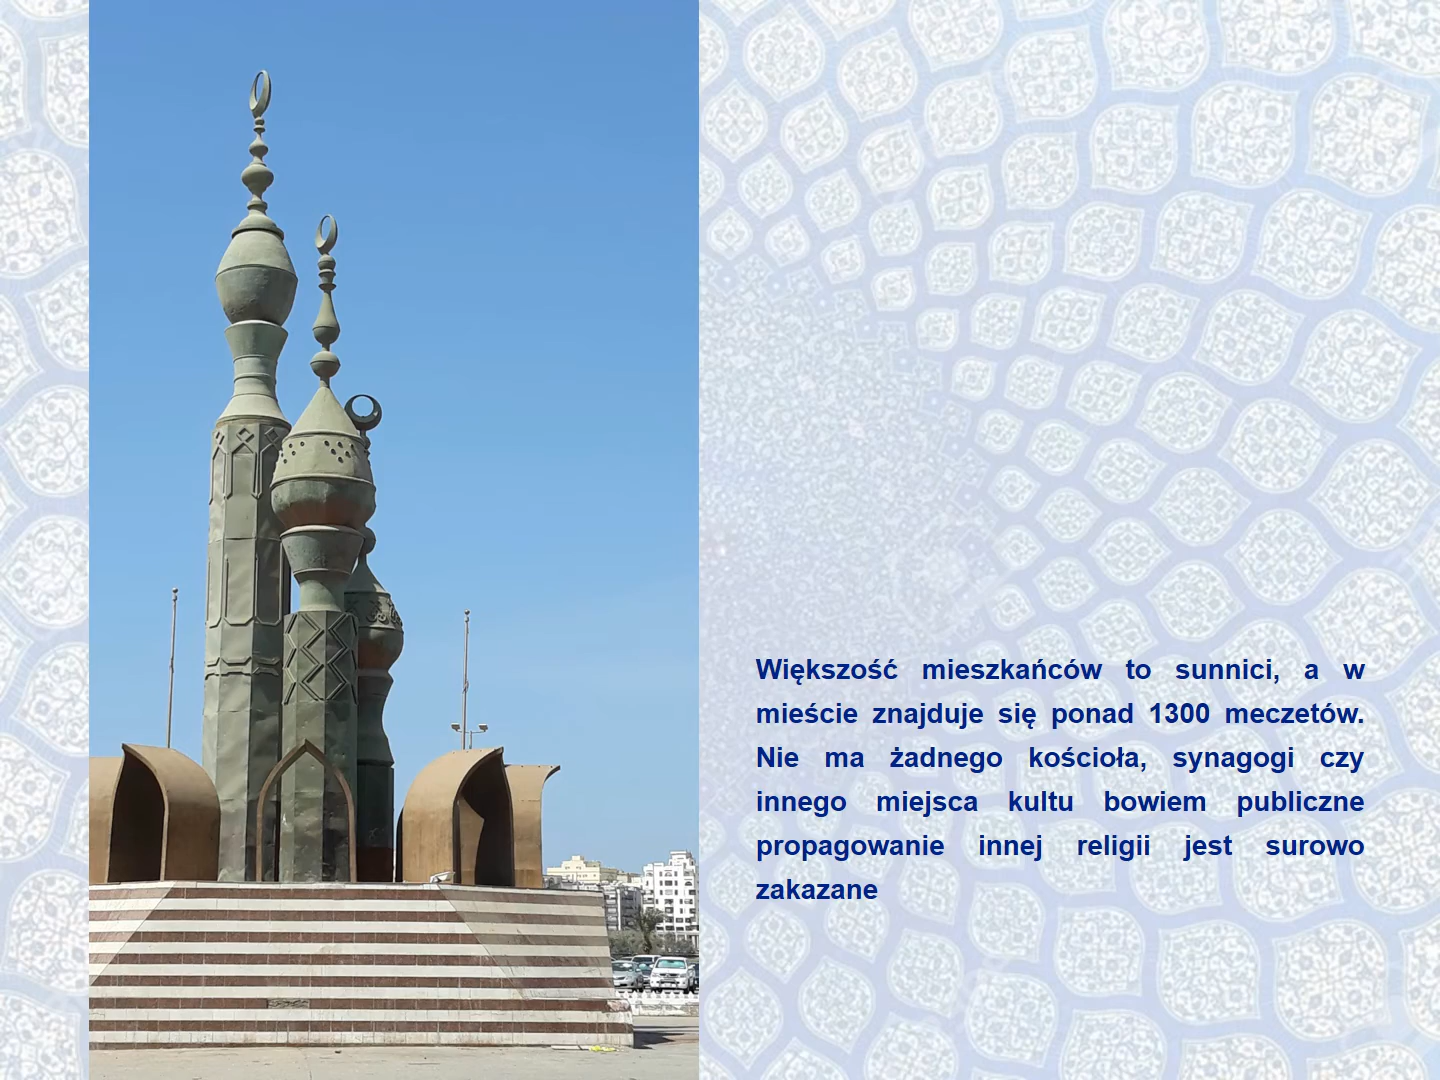 Większość mieszkańców to sunnici, a w
mieście znajduje się ponad 1300 meczetów.
Nie ma żadnego kościoła, synagogi czy
innego miejsca kultu bowiem publiczne
propagowanie innej religii jest surowo
zakazane